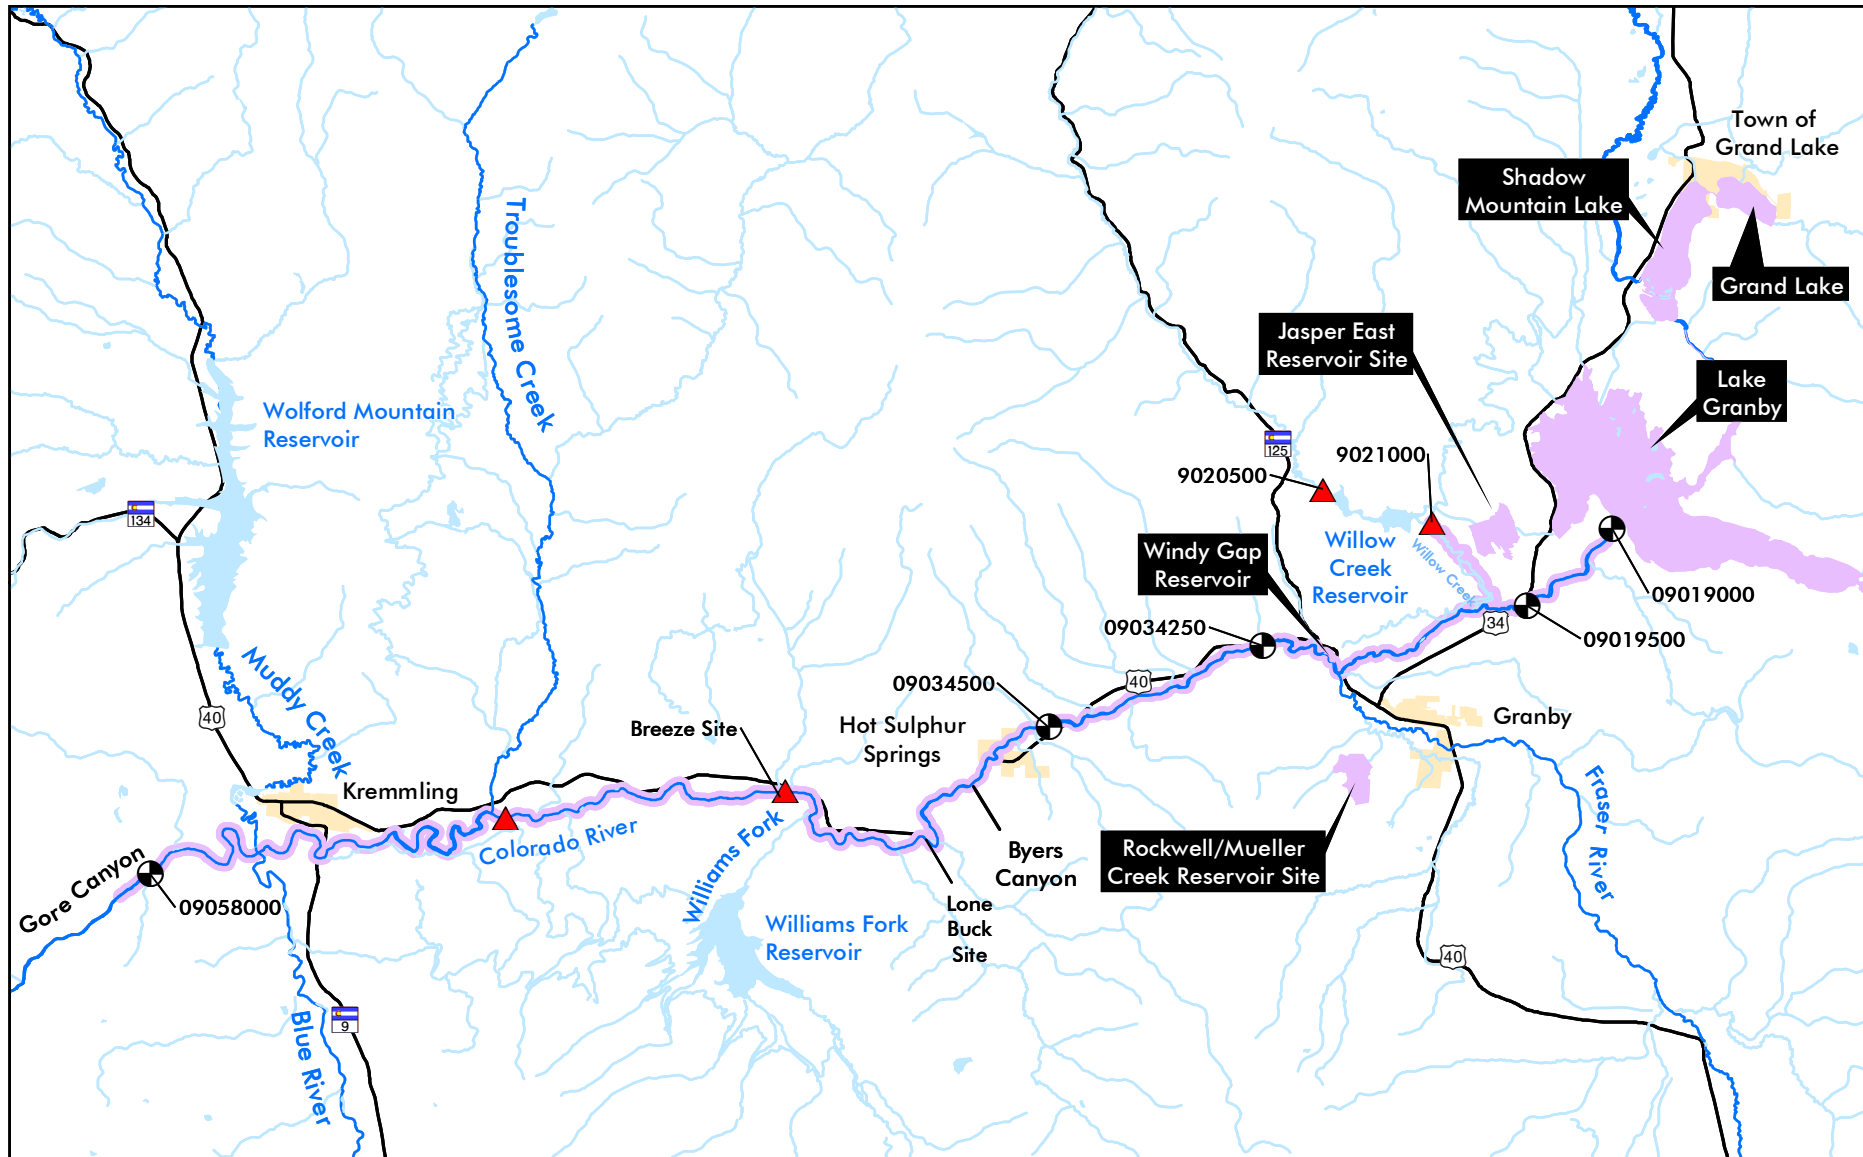 Town of
Grand Lake
Shadow
Mountain Lake
Grand Lake
Troublesome Creek
Jasper East
Reservoir Site
Lake
Granby
Wolford Mountain
Reservoir
125
9021000
9020500
134
Windy Gap
Reservoir
Willow
Creek
Reservoir
Willow Creek
09019000
34
09019500
09034250
Muddy Creek
40
09034500
40
Hot Sulphur
Springs
Granby
Breeze Site
Kremmling
Colorado River
Williams Fork
Byers
Canyon
Rockwell/Mueller
Creek Reservoir Site
Fraser River
Gore Canyon
09058000
Lone
Buck
Site
Williams Fork
Reservoir
40
Blue River
9